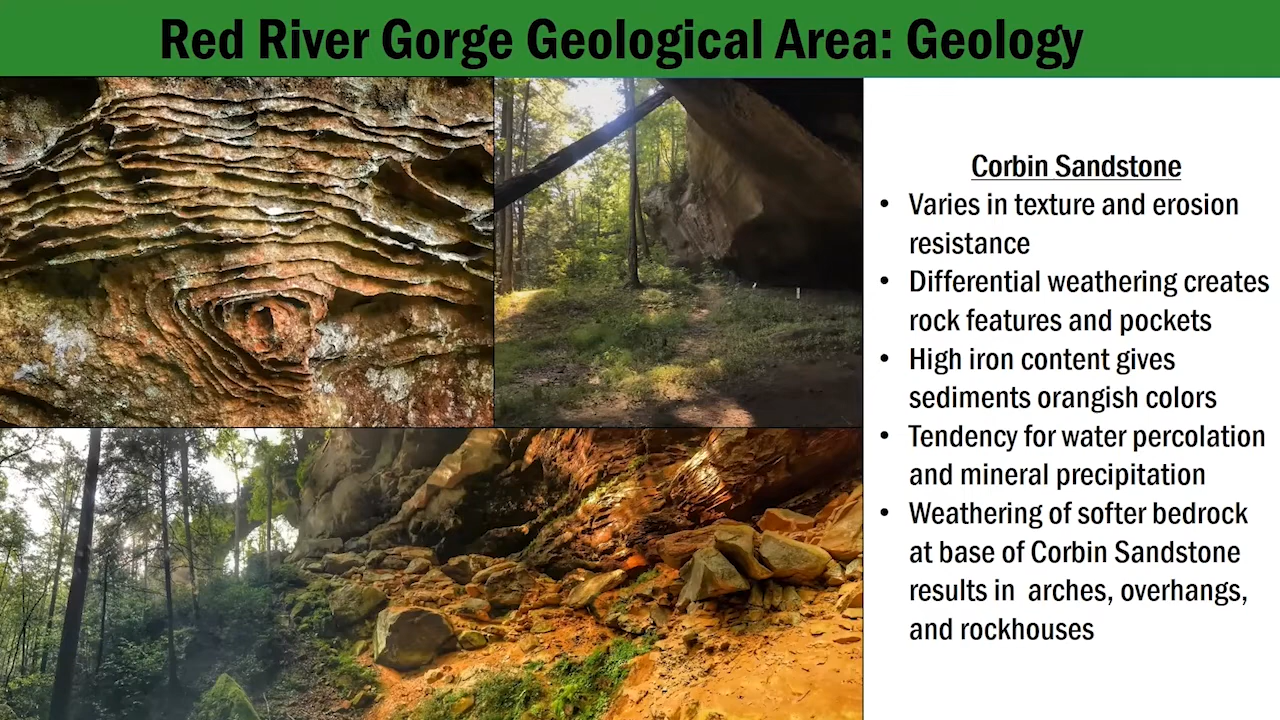 Red River Gorge Geological Area: Geology
Corbin Sandstone
• Varies in texture and erosion
resistance
• Differential weathering creates
rock features and pockets
• High iron content gives
sediments orangish colors
• Tendency for water percolation
and mineral precipitation
• Weathering of softer bedrock
at base of Corbin Sandstone
results in  arches, overhangs,
and rockhouses